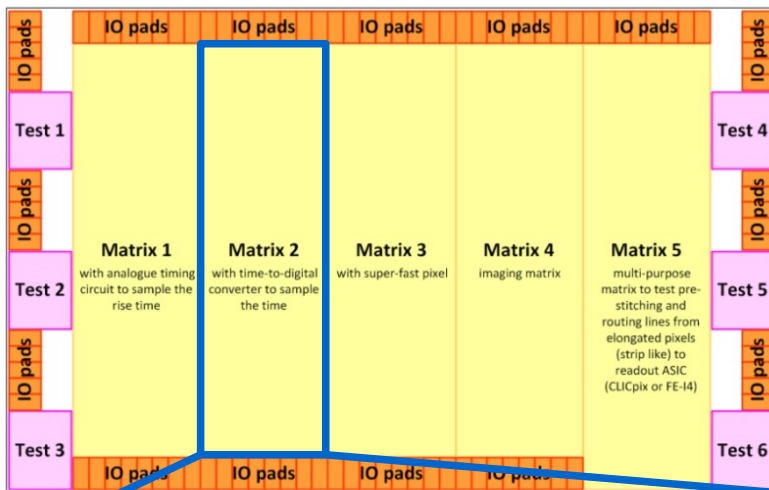 IO pads
IO pads
IO pads
IO pads
IO pads
IO pads
IO pads
Test 1
Test 4
IO pads
IO pads
Matrix 1
with analogue timing
circuit to sample the
rise time
Matrix 2
with time-to-digital
converter to sample
the time
Matrix 3
with super-fast pixel
Matrix 4
imaging matrix
Matrix 5
multi-purpose
matrix to test pre-
stitching and
routing lines from
elongated pixels
(strip like) to
readout ASIC
(CLICpix or FE-I4)
Test 2
Test 5
IO pads
IO pads
Test 3
Test 6
IO pads
IO pads
IO pads
IO pads